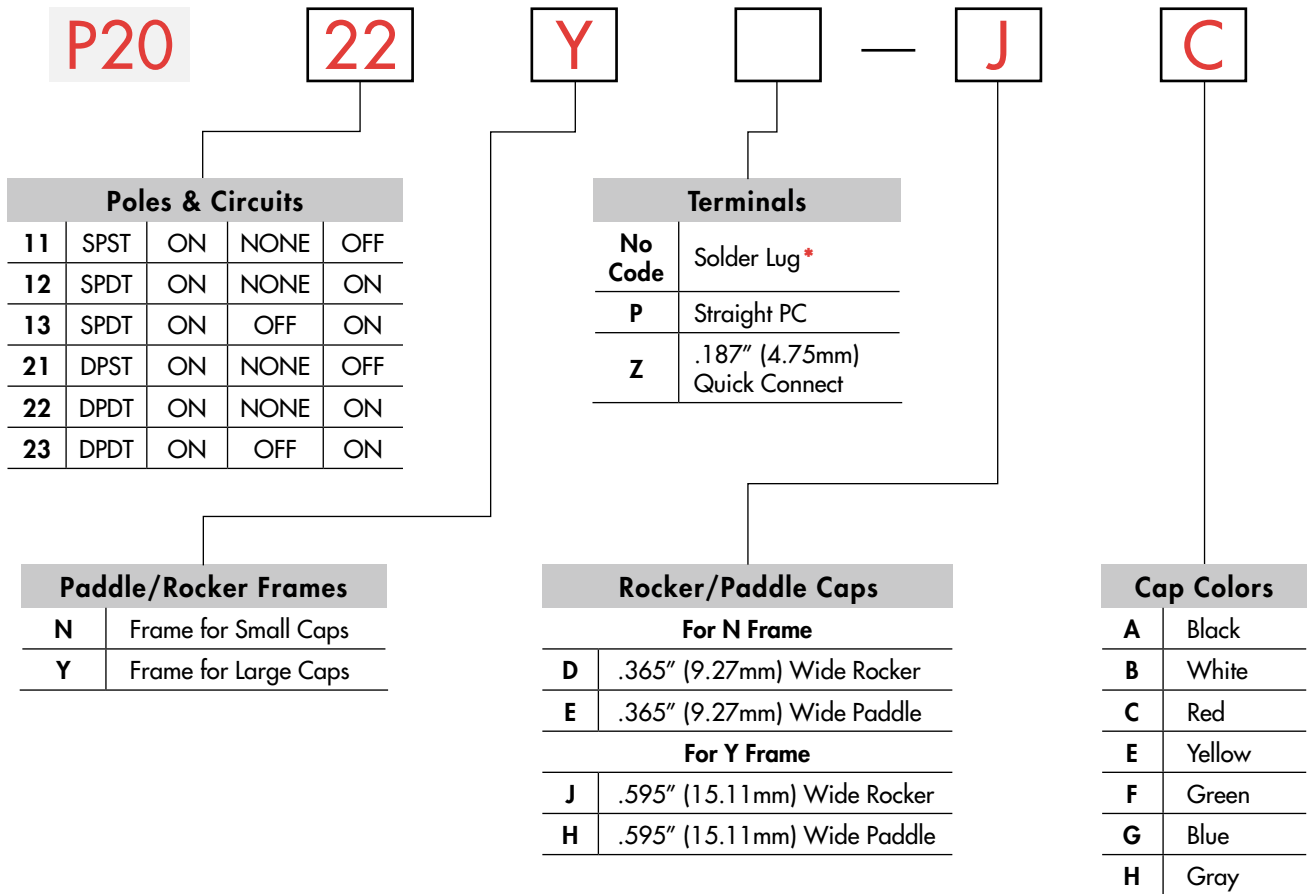 P20 22 Y — J C
Poles & Circuits
11 SPST ON NONE OFF
12 SPDT ON NONE ON
13 SPDT ON OFF ON
21 DPST ON NONE OFF
22 DPDT ON NONE ON
23 DPDT ON OFF ON
Terminals
No
Code
Solder Lug*
P Straight PC
Z
.187” (4.75mm)
Quick Connect
Paddle/Rocker Frames
N Frame for Small Caps
Y Frame for Large Caps
Rocker/Paddle Caps
For N Frame
D .365” (9.27mm) Wide Rocker
E .365” (9.27mm) Wide Paddle
For Y Frame
J .595” (15.11mm) Wide Rocker
H .595” (15.11mm) Wide Paddle
Cap Colors
A Black
B White
C Red
E Yellow
F Green
G Blue
H Gray